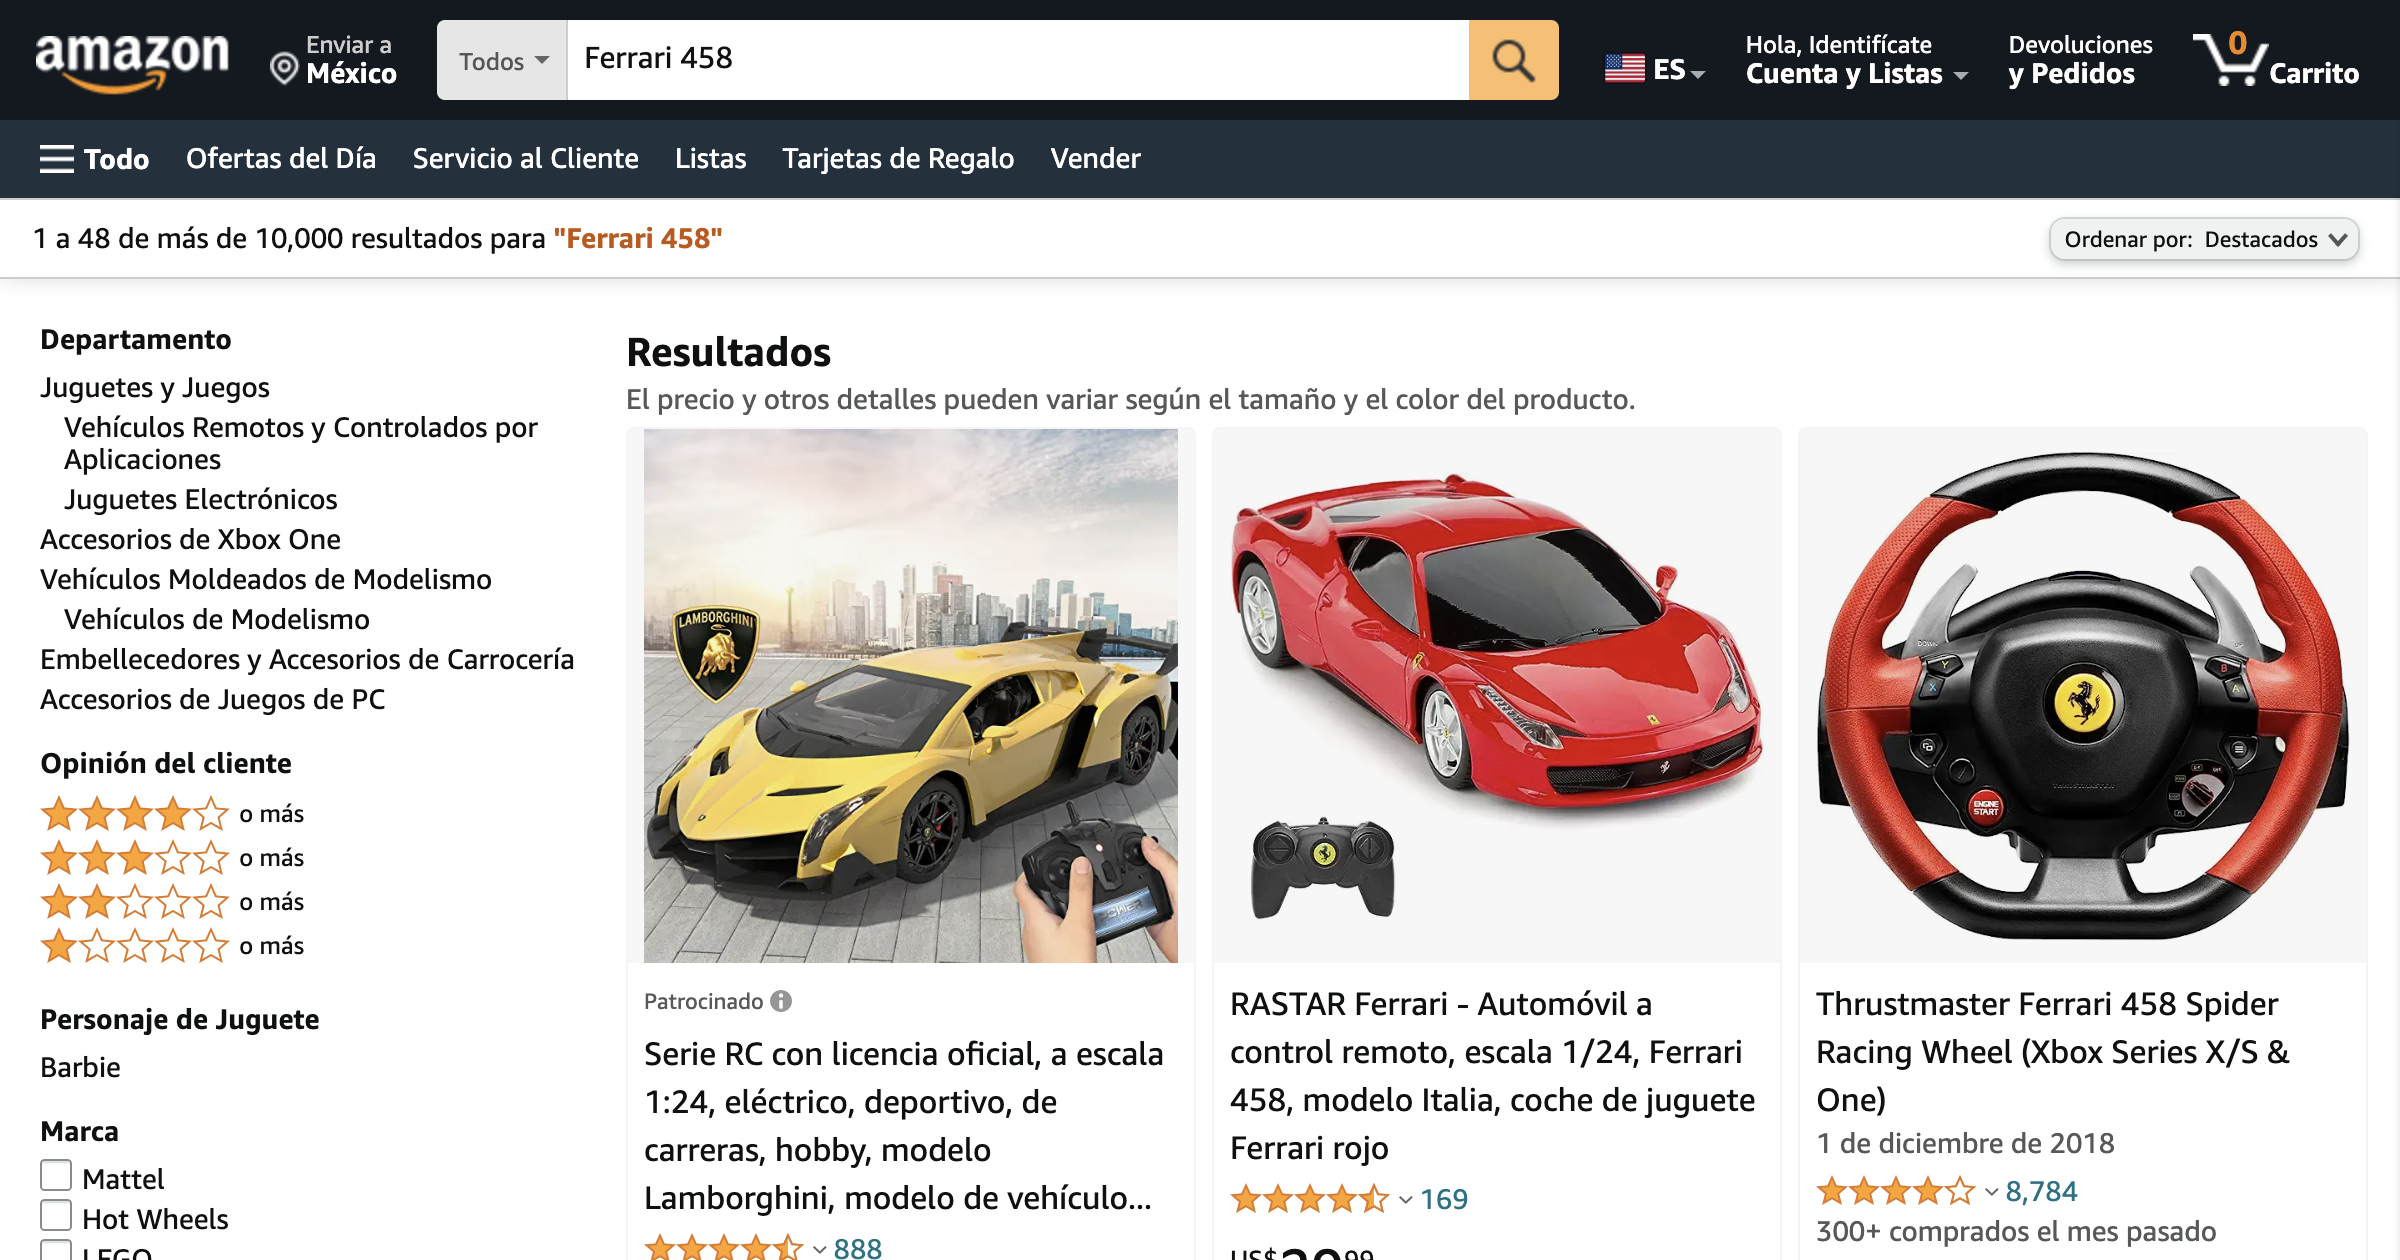 amazon
Enviar a
México
Todos
Ferrari 458
ES
Hola, Identifícate
Cuenta y Listas
Devoluciones
y Pedidos
0
Carrito
Todo
Ofertas del Día
Servicio al Cliente
Listas
Tarjetas de Regalo
Vender
1 a 48 de más de 10,000 resultados para "Ferrari 458"
Ordenar por: Destacados
Departamento
Juguetes y Juegos
Vehículos Remotos y Controlados por
Aplicaciones
Juguetes Electrónicos
Accesorios de Xbox One
Vehículos Moldeados de Modelismo
Vehículos de Modelismo
Embellecedores y Accesorios de Carrocería
Accesorios de Juegos de PC
Opinión del cliente
o más
o más
o más
o más
Personaje de Juguete
Barbie
Marca
Mattel
Hot Wheels
LEGO
Resultados
El precio y otros detalles pueden variar según el tamaño y el color del producto.
LAMBORGHINI
POWER
Patrocinado
Serie RC con licencia oficial, a escala
1:24, eléctrico, deportivo, de
carreras, hobby, modelo
Lamborghini, modelo de vehículo...
888
RASTAR Ferrari - Automóvil a
control remoto, escala 1/24, Ferrari
458, modelo Italia, coche de juguete
Ferrari rojo
169
Y
X
B
A
THRUSTMASTER
ENGINE
START
Thrustmaster Ferrari 458 Spider
Racing Wheel (Xbox Series X/S &
One)
1 de diciembre de 2018
8,784
300+ comprados el mes pasado